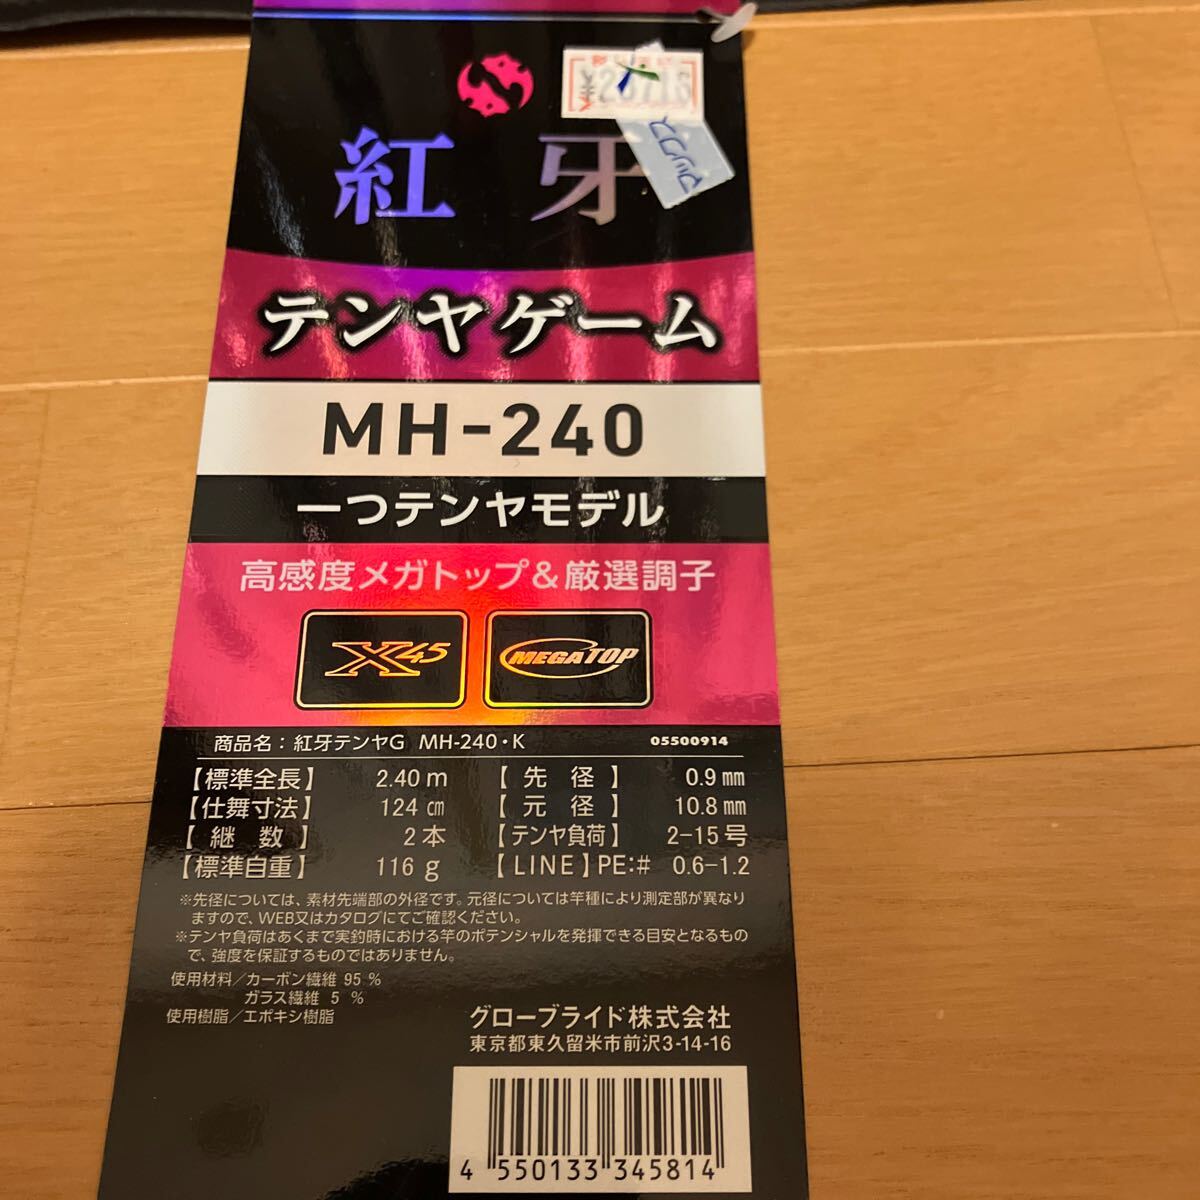 紅牙
マックス
テンヤゲーム
MH-240
一つテンヤモデル
高感度メガトップ&厳選調子
X45 MEGATOP
商品名：紅牙テンヤG MH-240・K 05500914
【標準全長】 2.40m 【先径】 0.9mm
【仕舞寸法】 124cm 【元径】 10.8mm
【継数】 2本 【テンヤ負荷】 2-15号
【標準自重】 116g 【LINE】PE:# 0.6-1.2
※先径については、素材先端部の外径です。元径については竿種により測定部が異なり
ますので、WEB又はカタログにてご確認ください。
※テンヤ負荷はあくまで実釣時における竿のポテンシャルを発揮できる目安となるもの
で、強度を保証するものではありません。
使用材料/カーボン繊維 95%
ガラス繊維 5%
使用樹脂/エポキシ樹脂
グローブライド株式会社
東京都東久留米市前沢3-14-16
4 550133 345814